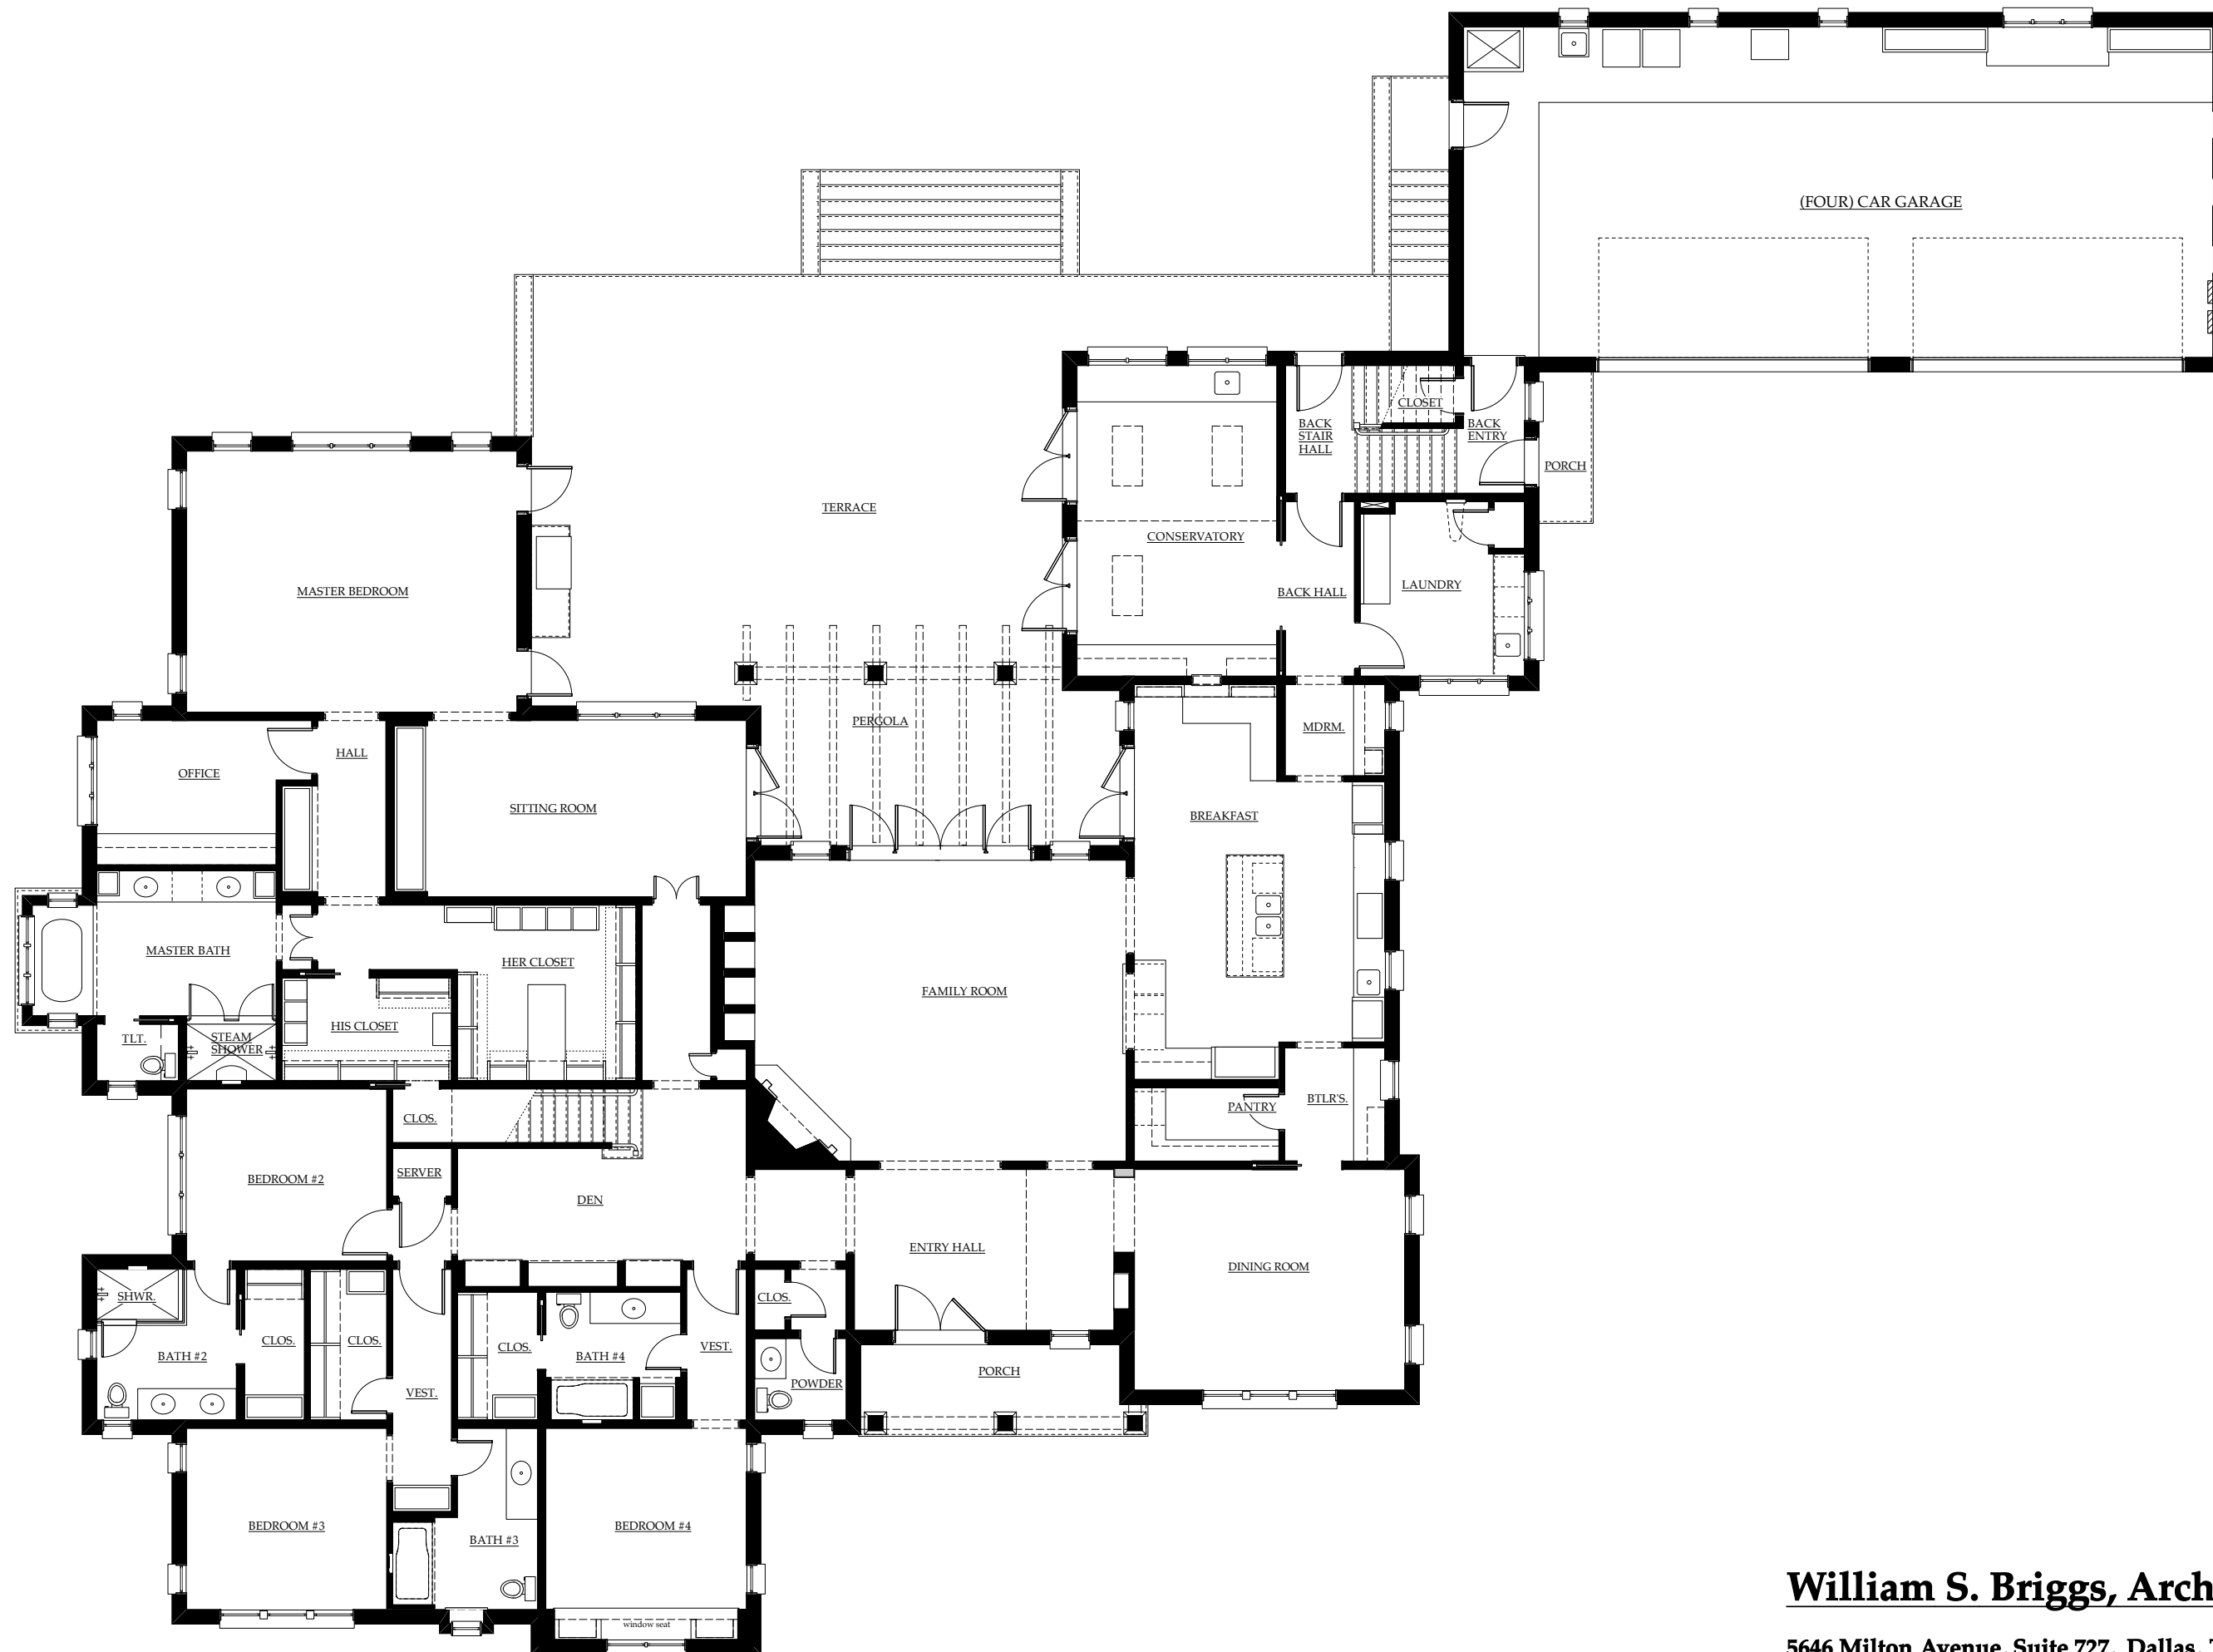 (FOUR) CAR GARAGE
CLOSET
BACK
STAIR
HALL
BACK
ENTRY
PORCH
TERRACE
CONSERVATORY
MASTER BEDROOM
BACK HALL
LAUNDRY
PERGOLA
MDRM.
HALL
OFFICE
SITTING ROOM
BREAKFAST
MASTER BATH
HER CLOSET
FAMILY ROOM
HIS CLOSET
TLT.
STEAM
SHOWER
CLOS.
PANTRY
BTLR'S.
SERVER
BEDROOM #2
DEN
ENTRY HALL
DINING ROOM
SHWR.
CLOS.
CLOS.
CLOS.
CLOS.
VEST.
BATH #2
BATH #4
PORCH
POWDER
VEST.
BEDROOM #3
BATH #3
BEDROOM #4
window seat
William S. Briggs, Arch
5646 Milton Avenue, Suite 727, Dallas,